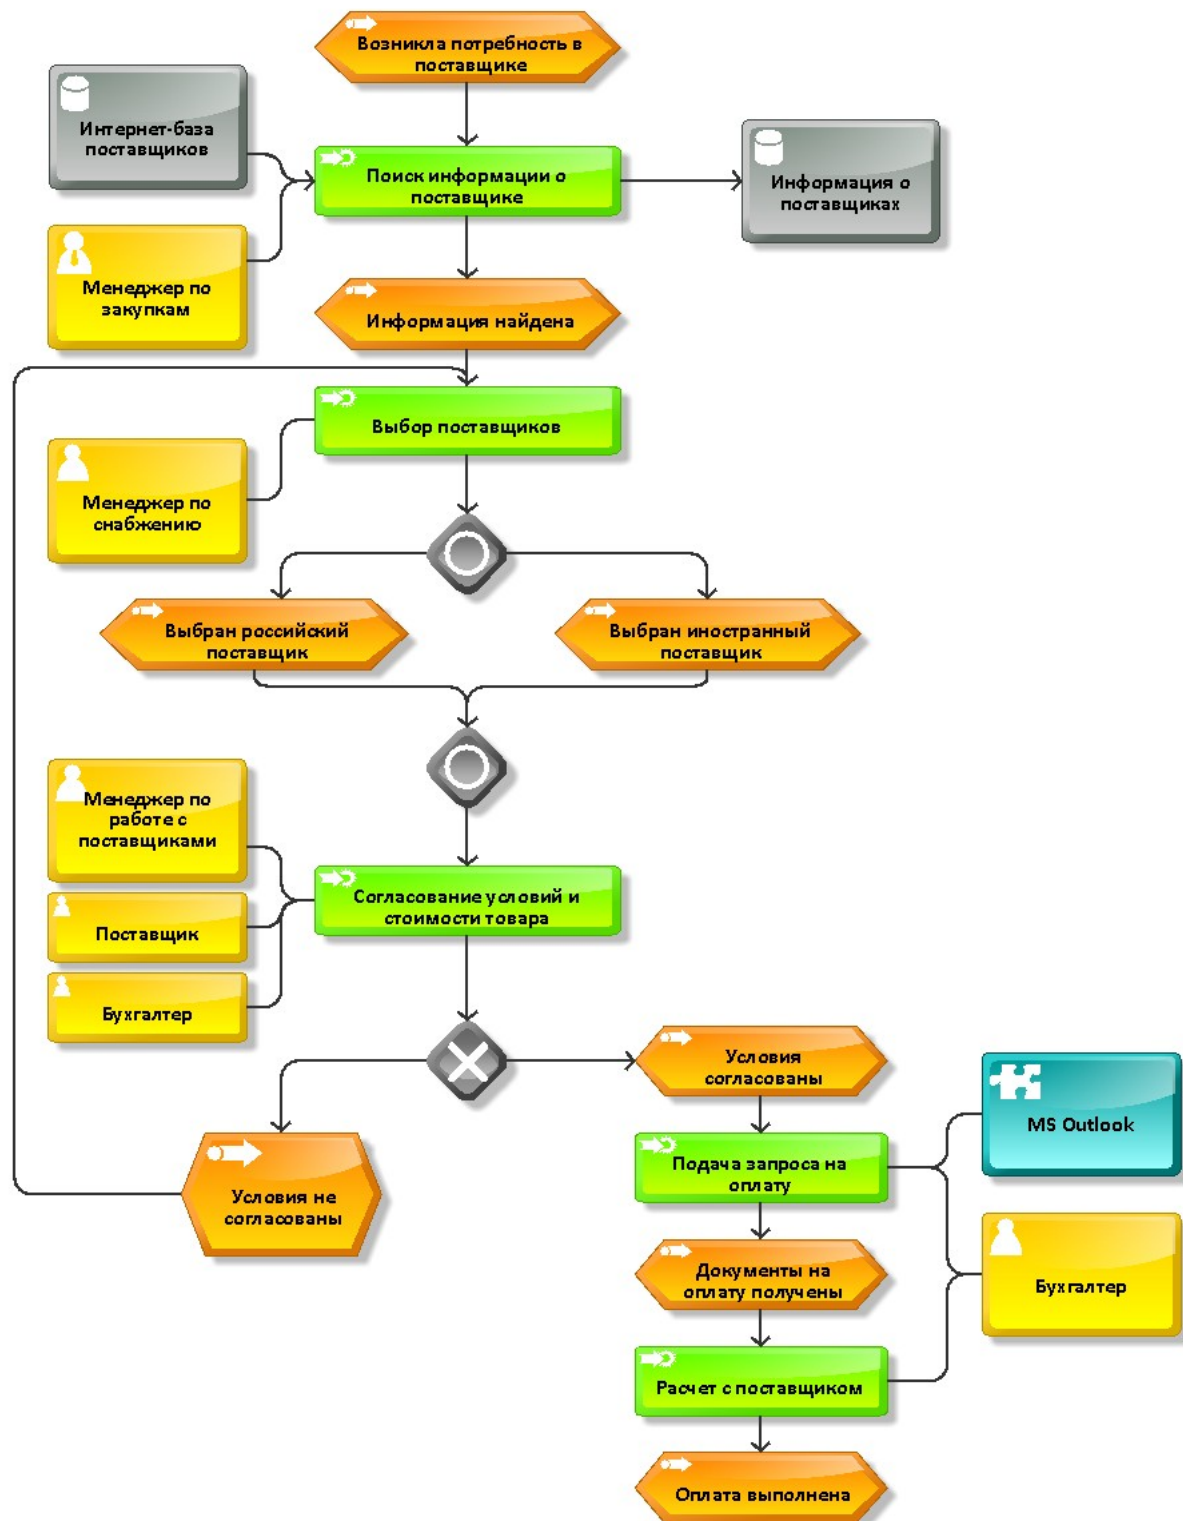 Возникла потребность в
поставщике
Интернет-база
поставщиков
Поиск информации о
поставщике
Информация о
поставщиках
Менеджер по
закупкам
Информация найдена
Выбор поставщиков
Менеджер по
снабжению
Выбран российский
поставщик
Выбран иностранный
поставщик
Менеджер по
работе с
поставщиками
Согласование условий и
стоимости товара
Поставщик
Бухгалтер
Условия
согласованы
MS Outlook
Подача запроса на
оплату
Условия не
согласованы
Документы на
оплату получены
Бухгалтер
Расчет с поставщиком
Оплата выполнена